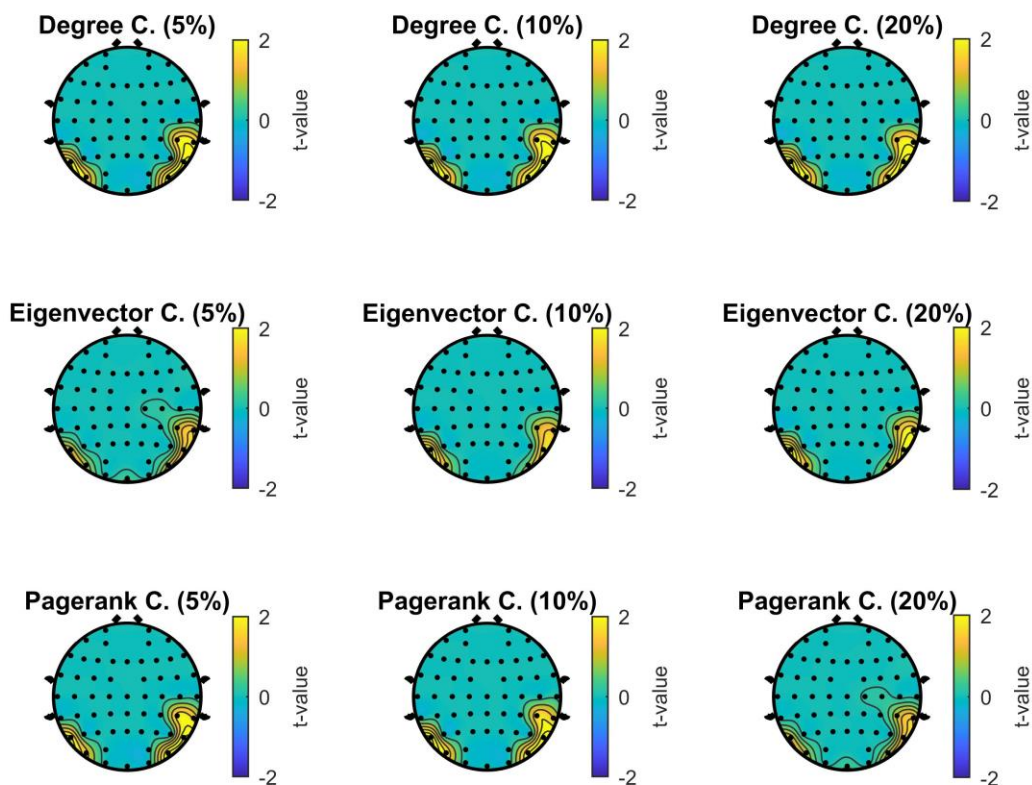 Degree C. (5%)
2
0
-2
t-value
Degree C. (10%)
2
0
-2
t-value
Degree C. (20%)
2
0
-2
t-value
Eigenvector C. (5%)
2
0
-2
t-value
Eigenvector C. (10%)
2
0
-2
t-value
Eigenvector C. (20%)
2
0
-2
t-value
Pagerank C. (5%)
2
0
-2
t-value
Pagerank C. (10%)
2
0
-2
t-value
Pagerank C. (20%)
2
0
-2
t-value